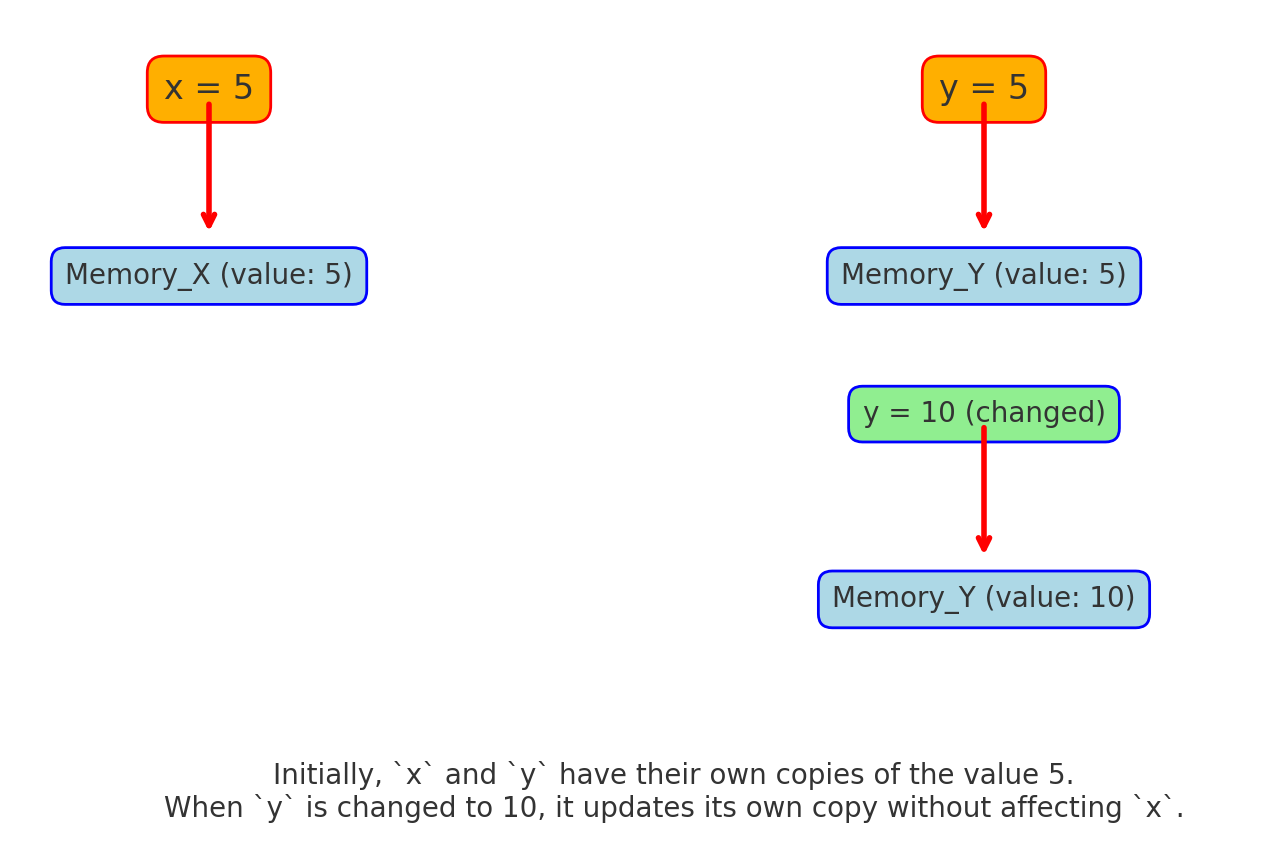 x = 5
y = 5
Memory_X (value: 5)
Memory_Y (value: 5)
y = 10 (changed)
Memory_Y (value: 10)
Initially, `x` and `y` have their own copies of the value 5.
When `y` is changed to 10, it updates its own copy without affecting `x`.